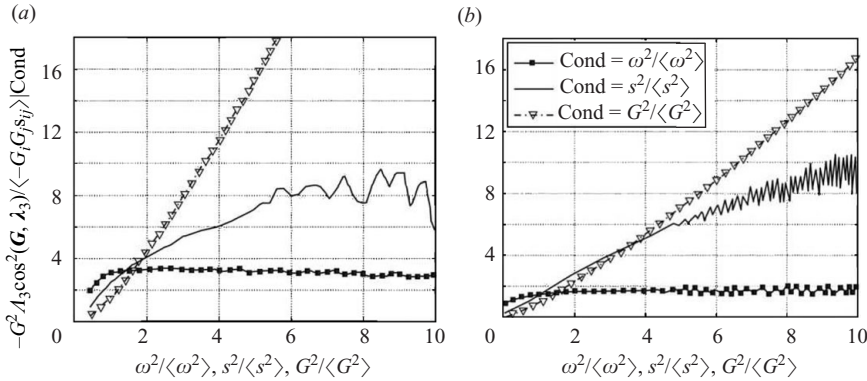 (a)
(b)
–G²Λ₃cos²(G, λ₃)/⟨–GᵢGⱼsᵢⱼ⟩|Cond
16
12
8
4
0
2
4
6
8
10
ω²/⟨ω²⟩, s²/⟨s²⟩, G²/⟨G²⟩
16
12
8
4
0
2
4
6
8
10
ω²/⟨ω²⟩, s²/⟨s²⟩, G²/⟨G²⟩
Cond = ω²/⟨ω²⟩
Cond = s²/⟨s²⟩
Cond = G²/⟨G²⟩